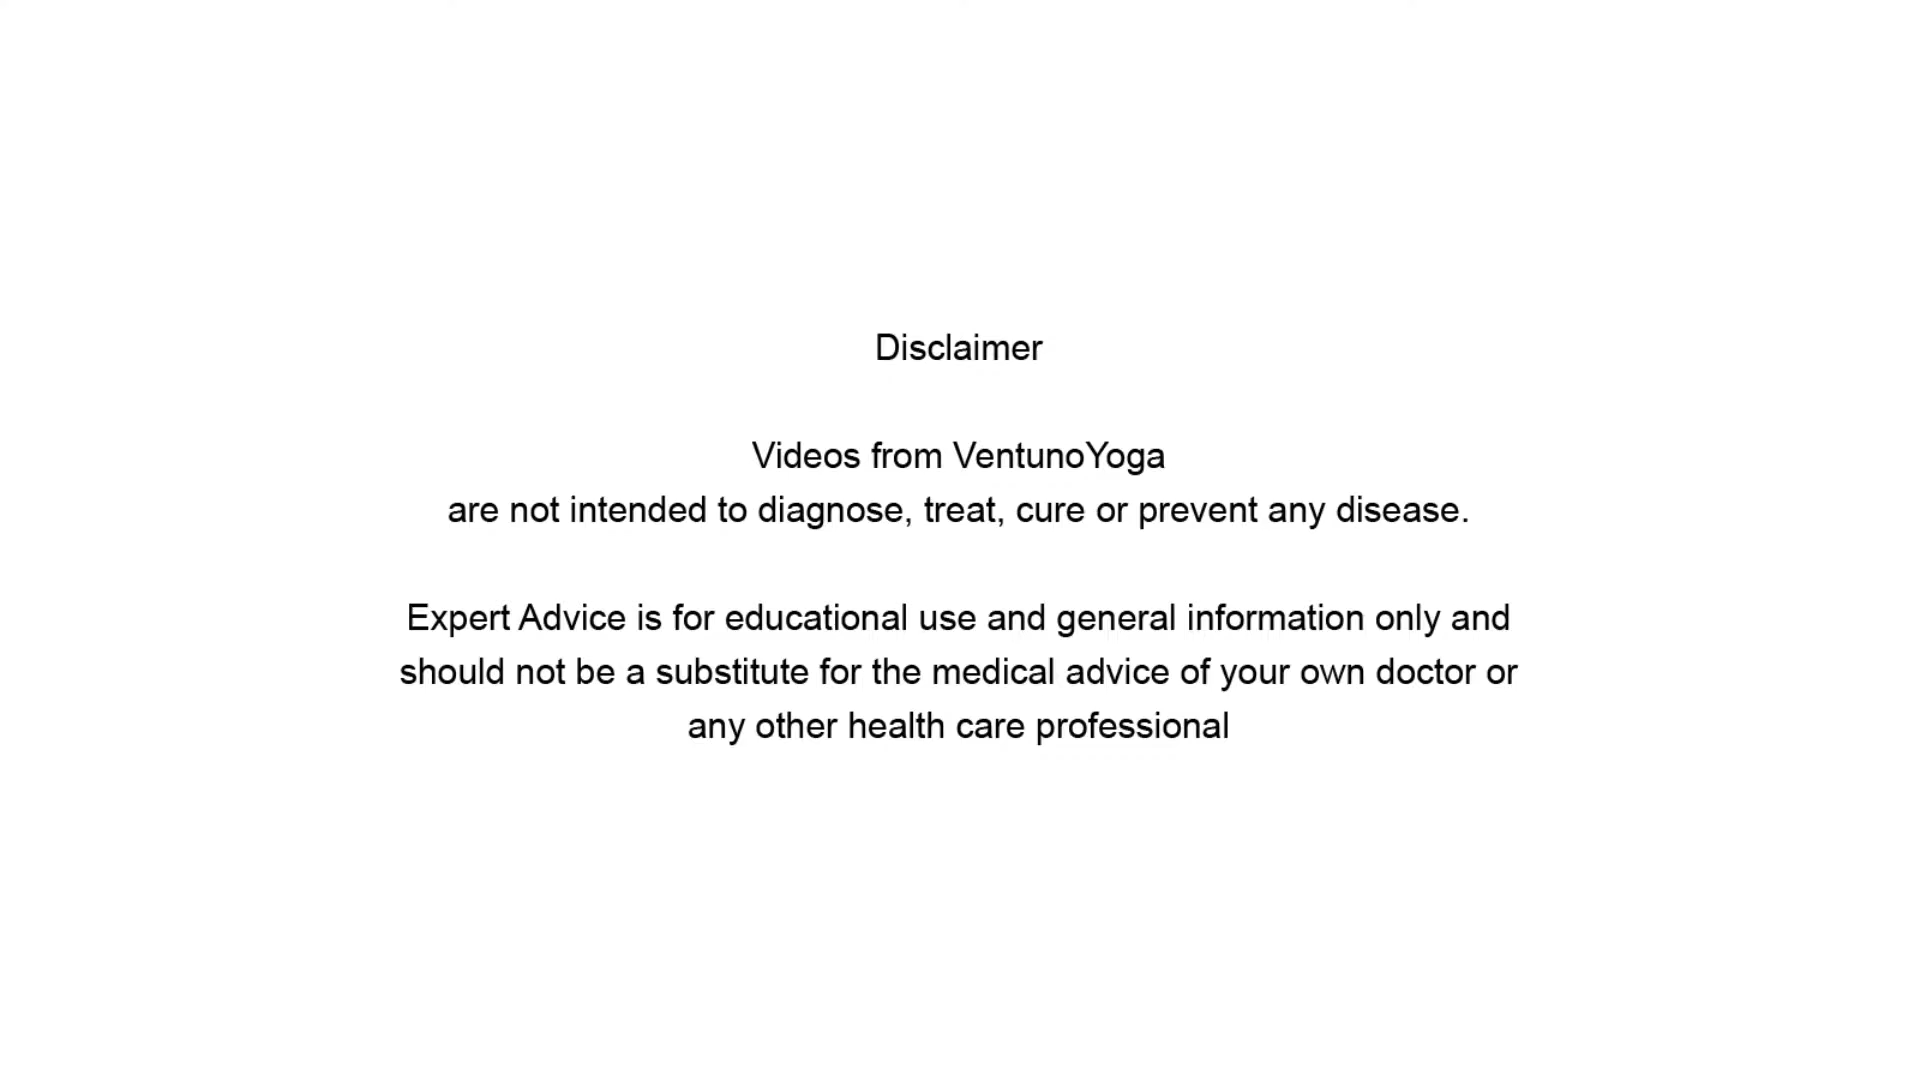 Disclaimer
Videos from VentunoYoga
are not intended to diagnose, treat, cure or prevent any disease.
Expert Advice is for educational use and general information only and
should not be a substitute for the medical advice of your own doctor or
any other health care professional